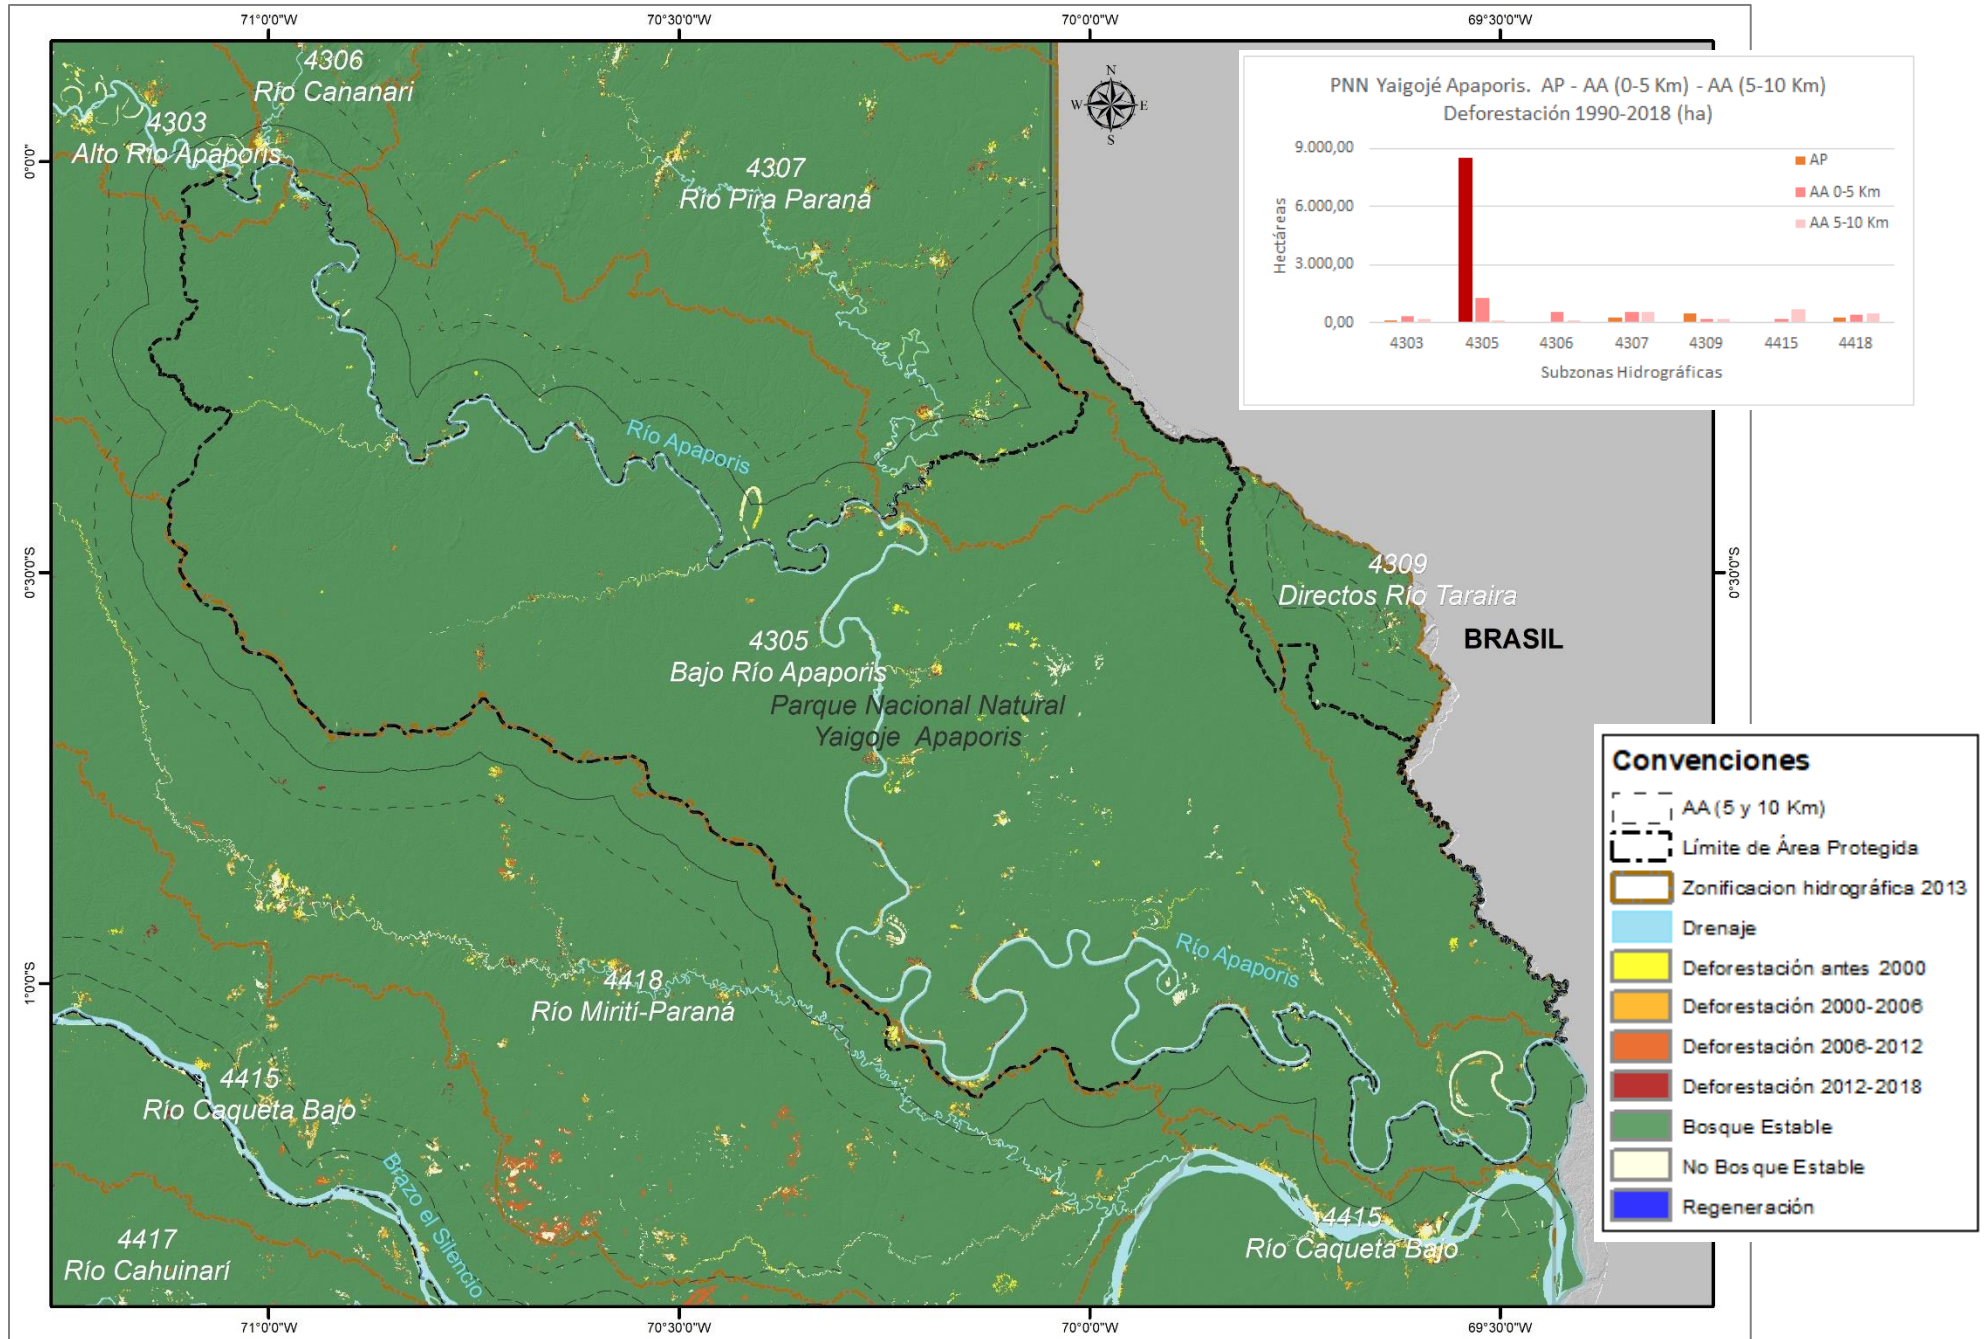 71°0'0"W
70°30'0"W
70°0'0"W
69°30'0"W
0°0'0"
0°30'0"S
1°0'0"S
0°30'0"S
4306
Río Cananarí
4303
Alto Río Apaporis
4307
Río Pira Paraná
N
W
E
S
PNN Yaigojé Apaporis. AP - AA (0-5 Km) - AA (5-10 Km)
Deforestación 1990-2018 (ha)
9.000,00
6.000,00
3.000,00
0,00
Hectáreas
AP
AA 0-5 Km
AA 5-10 Km
4303
4305
4306
4307
4309
4415
4418
Subzonas Hidrográficas
Río Apaporis
4309
Directos Río Taraira
BRASIL
4305
Bajo Río Apaporis
Parque Nacional Natural
Yaigoje Apaporis
Río Apaporis
4418
Río Mirití-Paraná
4415
Río Caqueta Bajo
Brazo el Silencio
4415
Río Caqueta Bajo
4417
Río Cahuinarí
Convenciones
AA (5 y 10 Km)
Límite de Área Protegida
Zonificacion hidrográfica 2013
Drenaje
Deforestación antes 2000
Deforestación 2000-2006
Deforestación 2006-2012
Deforestación 2012-2018
Bosque Estable
No Bosque Estable
Regeneración
71°0'0"W
70°30'0"W
70°0'0"W
69°30'0"W